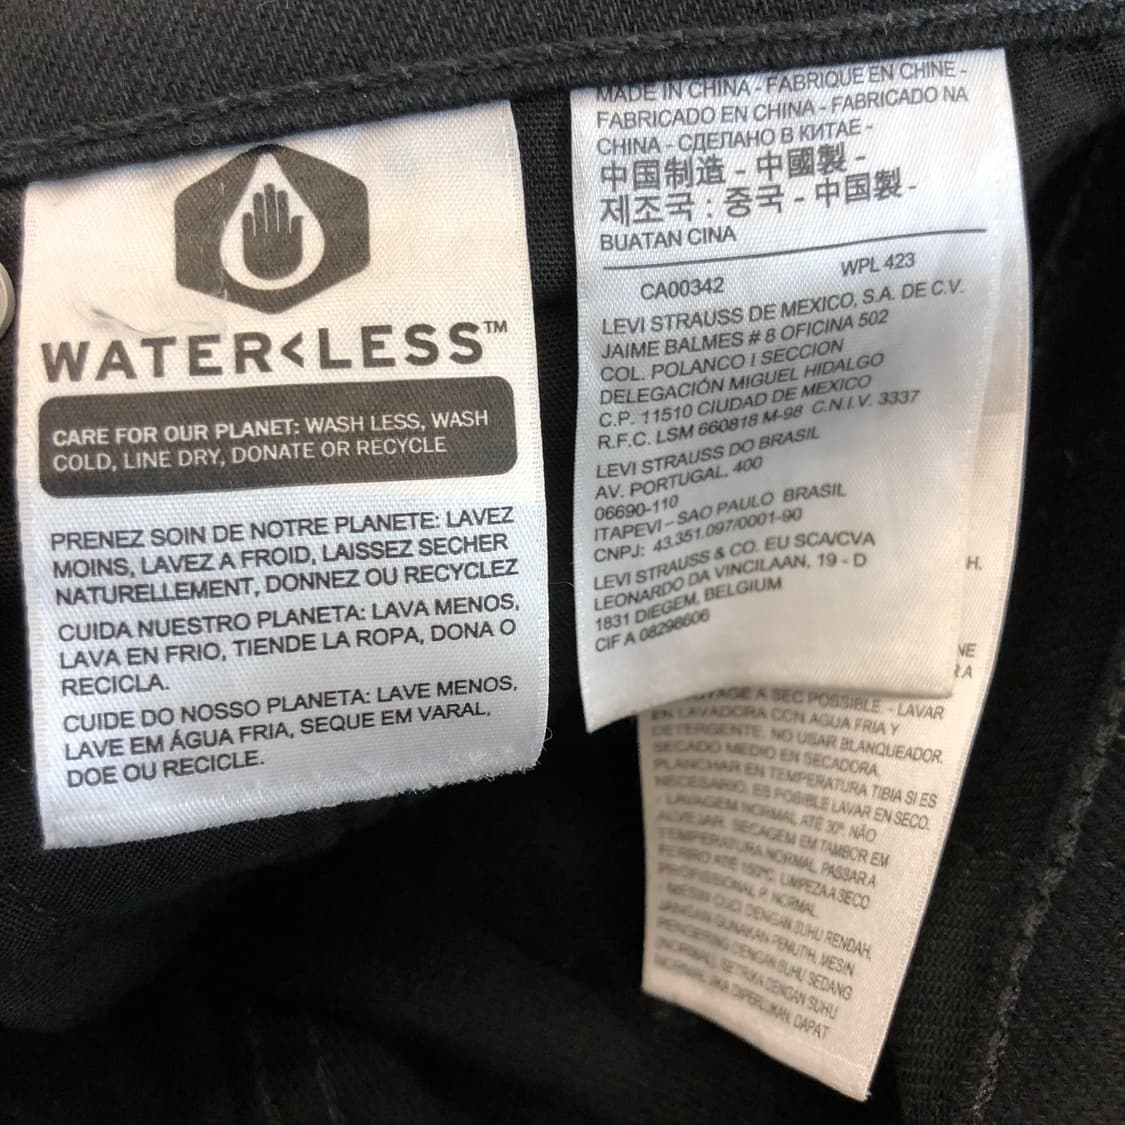 WATER<LESS™
CARE FOR OUR PLANET: WASH LESS, WASH
COLD, LINE DRY, DONATE OR RECYCLE
PRENEZ SOIN DE NOTRE PLANETE: LAVEZ
MOINS, LAVEZ A FROID, LAISSEZ SECHER
NATURELLEMENT, DONNEZ OU RECYCLEZ
CUIDA NUESTRO PLANETA: LAVA MENOS,
LAVA EN FRIO, TIENDE LA ROPA, DONA O
RECICLA.
CUIDE DO NOSSO PLANETA: LAVE MENOS,
LAVE EM ÁGUA FRIA, SEQUE EM VARAL,
DOE OU RECICLE.
MADE IN CHINA - FABRIQUE EN CHINE -
FABRICADO EN CHINA - FABRICADO NA
CHINA - СДЕЛАНО В КИТАЕ -
中国制造 - 中國製 -
제조국 : 중국 - 中国製 -
BUATAN CINA
CA00342 WPL 423
LEVI STRAUSS DE MEXICO, S.A. DE C.V.
JAIME BALMES # 8 OFICINA 502
COL. POLANCO I SECCION
DELEGACIÓN MIGUEL HIDALGO
C.P. 11510 CIUDAD DE MEXICO
R.F.C. LSM 660818 M-98 C.N.I.V. 3337
LEVI STRAUSS DO BRASIL
AV. PORTUGAL, 400
06690-110
ITAPEVI - SAO PAULO BRASIL
CNPJ: 43.351.097/0001-90
LEVI STRAUSS & CO. EU SCA/CVA
LEONARDO DA VINCILAAN, 19 - D
1831 DIEGEM, BELGIUM
CIF A 08298606
H.
NE
RA
A SEC POSSIBLE. - LAVAR
EN LAVADORA CON AGUA FRIA Y
DETERGENTE. NO USAR BLANQUEADOR.
SECADO MEDIO EN SECADORA.
PLANCHAR EN TEMPERATURA TIBIA SI ES
NECESARIO. ES POSIBLE LAVAR EN SECO.
- LAVAGEM NORMAL ATÉ 30º. NÃO
ALVEJAR. SECAGEM EM TAMBOR EM
TEMPERATURA NORMAL. PASSAR A
FERRO ATÉ 150ºC. LIMPEZA A SECO
PROFISSIONAL P. NORMAL
- MESIN CUCI DENGAN SUHU RENDAH,
JANGAN GUNAKAN PEMUTIH, MESIN
PENGERING DENGAN SUHU SEDANG
(NORMAL), SETRIKA DENGAN SUHU
NORMAL JIKA DIPERLUKAN, DAPAT